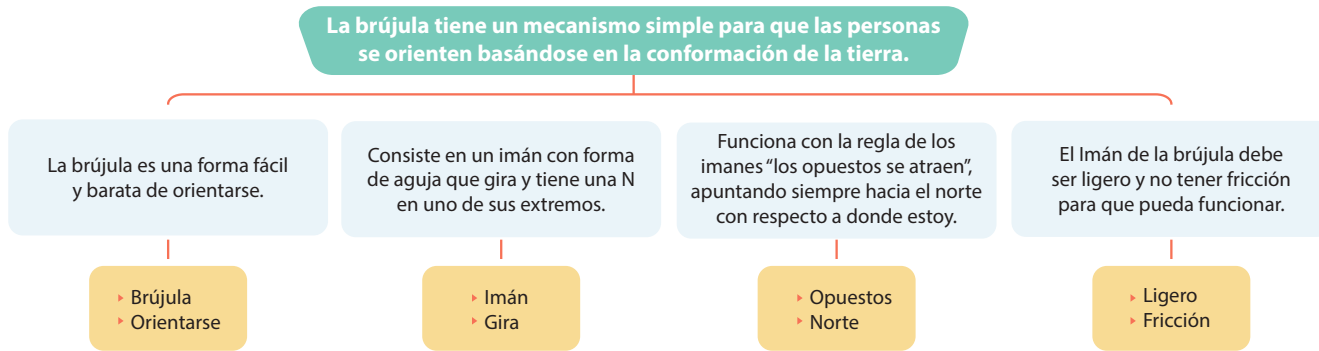 La brújula tiene un mecanismo simple para que las personas
se orienten basándose en la conformación de la tierra.
La brújula es una forma fácil
y barata de orientarse.
Consiste en un imán con forma
de aguja que gira y tiene una N
en uno de sus extremos.
Funciona con la regla de los
imanes “los opuestos se atraen”,
apuntando siempre hacia el norte
con respecto a donde estoy.
El Imán de la brújula debe
ser ligero y no tener fricción
para que pueda funcionar.
‣ Brújula
‣ Orientarse
‣ Imán
‣ Gira
‣ Opuestos
‣ Norte
‣ Ligero
‣ Fricción